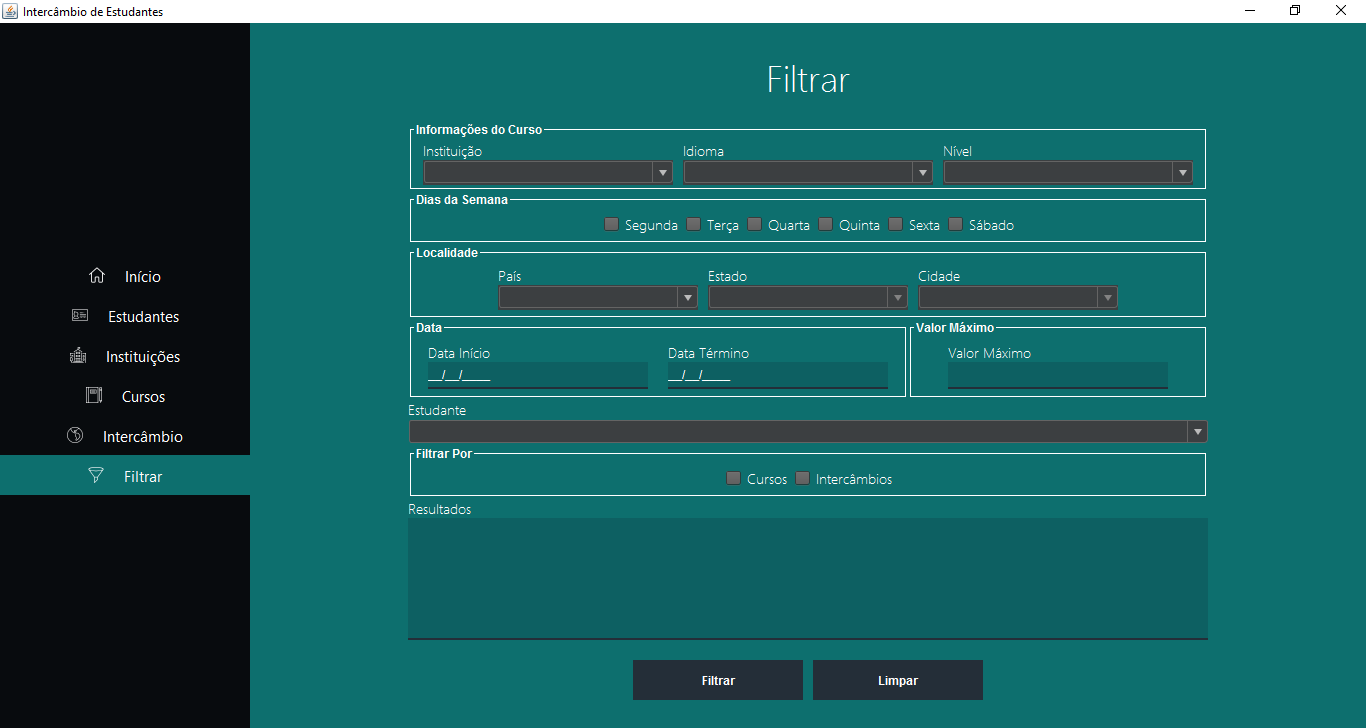 Intercâmbio de Estudantes
Início
Estudantes
Instituições
Cursos
Intercâmbio
Filtrar
Filtrar
Informações do Curso
Instituição Idioma Nível
Dias da Semana
Segunda Terça Quarta Quinta Sexta Sábado
Localidade
País Estado Cidade
Data Valor Máximo
Data Início Data Término Valor Máximo
__/__/____ __/__/____
Estudante
Filtrar Por
Cursos Intercâmbios
Resultados
Filtrar Limpar